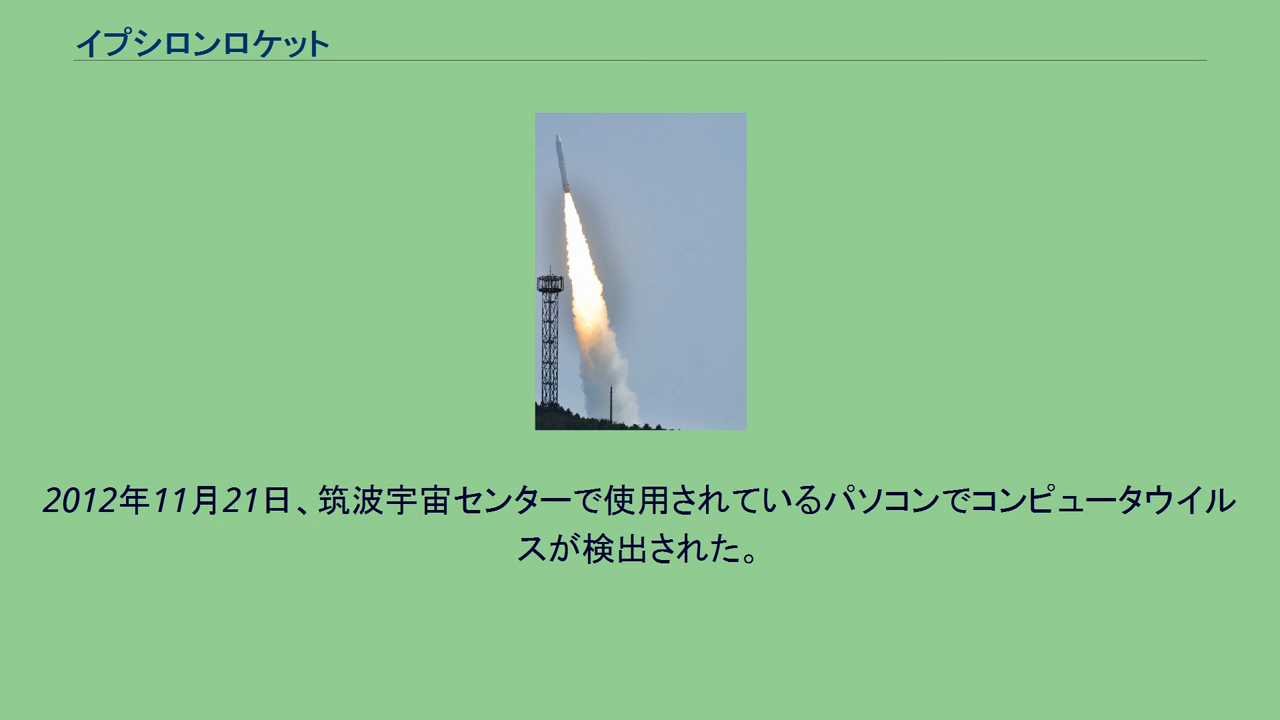 イプシロンロケット
2012年11月21日、筑波宇宙センターで使用されているパソコンでコンピュータウイル
スが検出された。